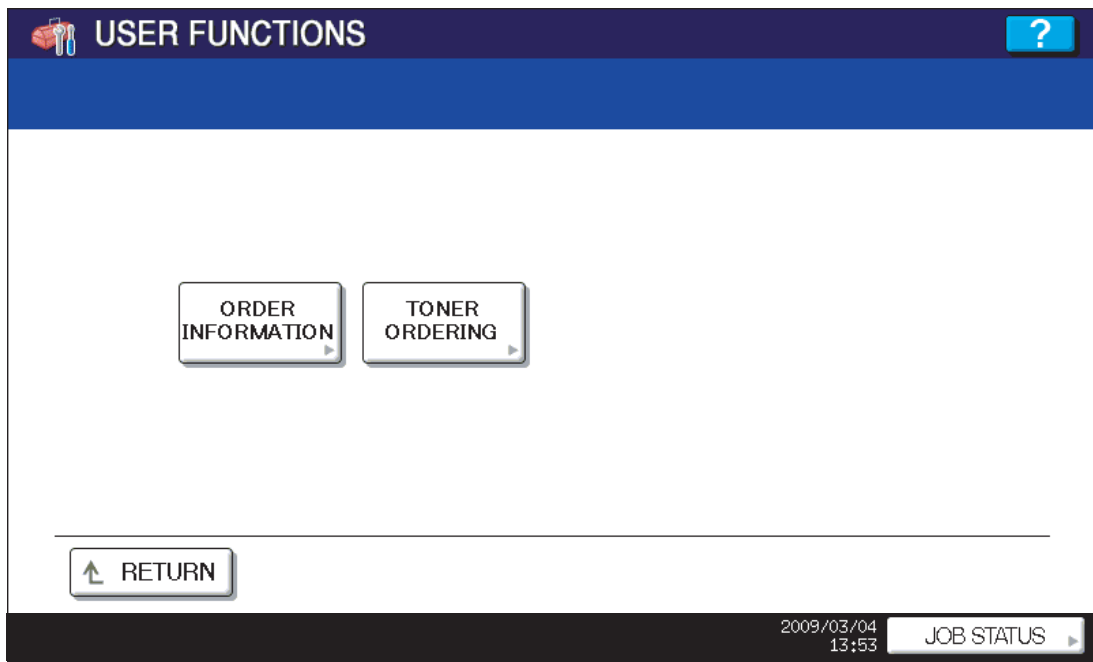 USER FUNCTIONS
?
ORDER
INFORMATION
TONER
ORDERING
RETURN
2009/03/04
13:53
JOB STATUS